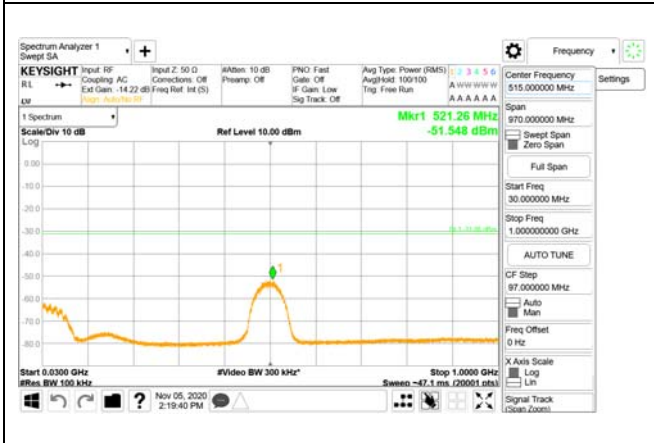 Spectrum Analyzer 1
Swept SA
+
Frequency
KEYSIGHT
Input: RF
Coupling: AC
Ext Gain: -14.22 dB
Align: Auto/No RF
Input Z: 50 Ω
Corrections: Off
Freq Ref: Int (S)
#Atten: 10 dB
Preamp: Off
PNO: Fast
Gate: Off
IF Gain: Low
Sig Track: Off
Avg Type: Power (RMS)
Avg|Hold: 100/100
Trig: Free Run
1 2 3 4 5 6
A W W W W W
A A A A A A
RL
1 Spectrum
Scale/Div 10 dB
Log
Ref Level 10.00 dBm
Mkr1 521.26 MHz
-51.548 dBm
0.00
-10.0
-20.0
-30.0
-40.0
-50.0
-60.0
-70.0
-80.0
1
Start 0.0300 GHz
#Res BW 100 kHz
#Video BW 300 kHz*
Stop 1.0000 GHz
Sweep ~47.1 ms (20001 pts)
Nov 05, 2020
2:19:40 PM
Center Frequency
515.000000 MHz
Settings
Span
970.000000 MHz
Swept Span
Zero Span
Full Span
Start Freq
30.000000 MHz
Stop Freq
1.000000000 GHz
AUTO TUNE
CF Step
97.000000 MHz
Auto
Man
Freq Offset
0 Hz
X Axis Scale
Log
Lin
Signal Track
(Span Zoom)